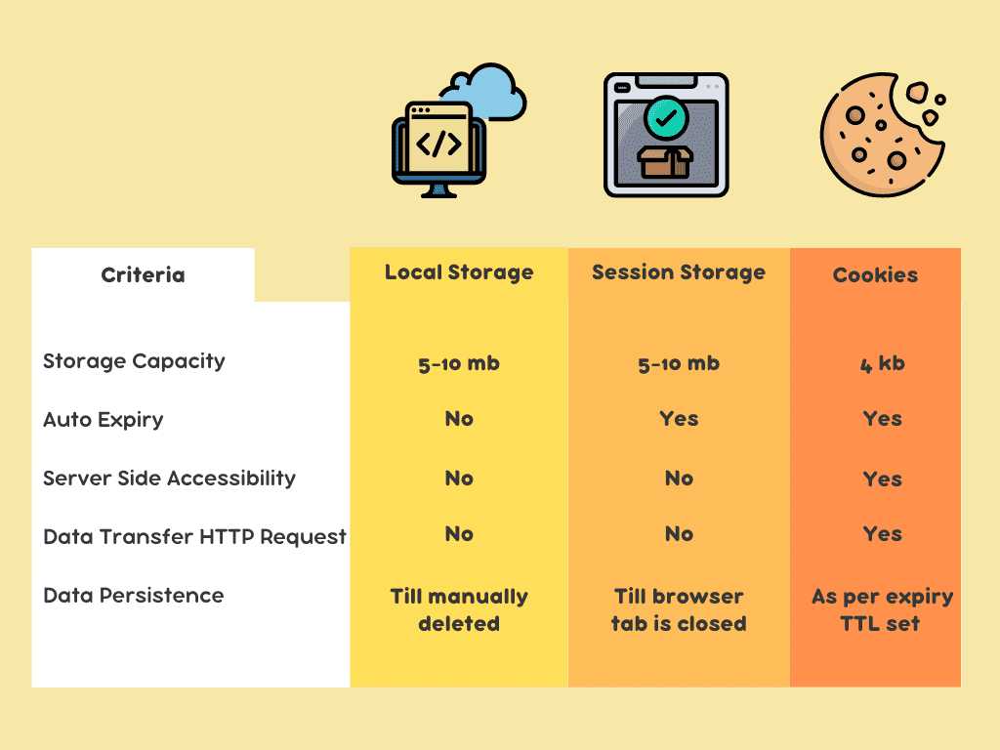 Criteria
Local Storage
Session Storage
Cookies
Storage Capacity
5-10 mb
5-10 mb
4 kb
Auto Expiry
No
Yes
Yes
Server Side Accessibility
No
No
Yes
Data Transfer HTTP Request
No
No
Yes
Data Persistence
Till manually
deleted
Till browser
tab is closed
As per expiry
TTL set